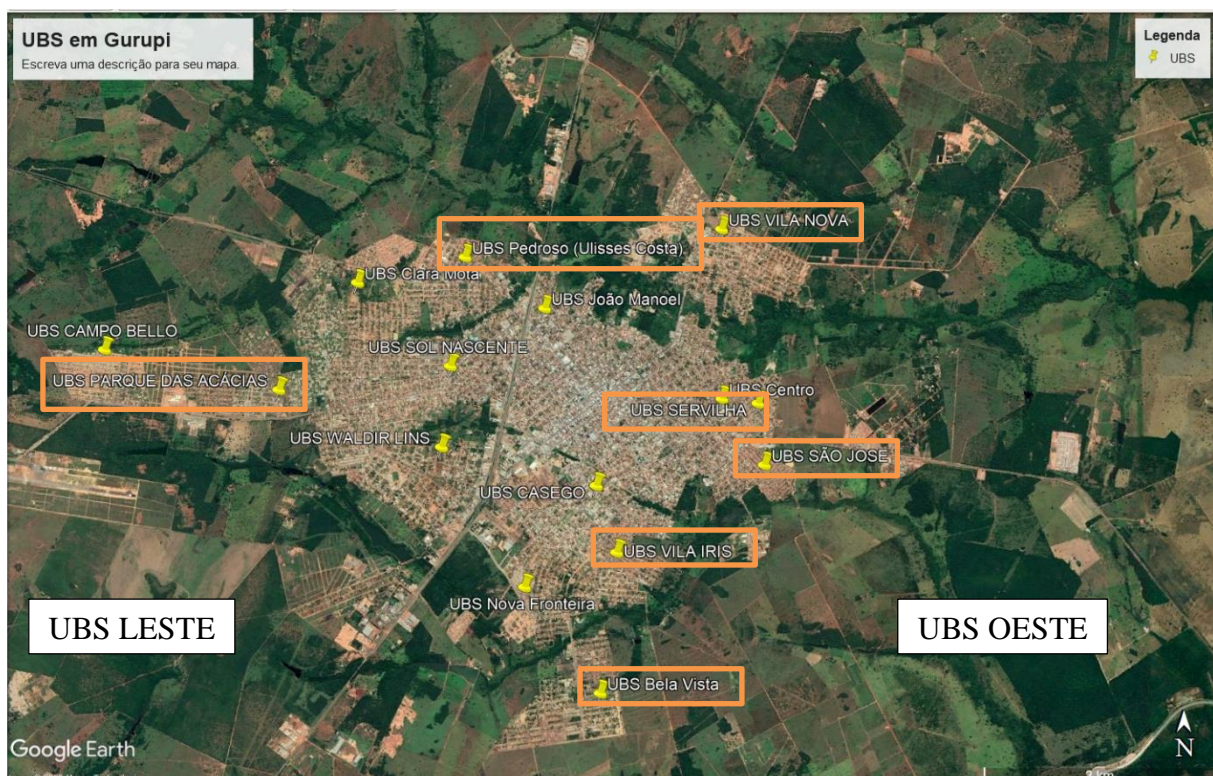 UBS em Gurupi
Escreva uma descrição para seu mapa.
Legenda
UBS
UBS VILA NOVA
UBS Pedroso (Ulisses Costa)
UBS Clara Mota
UBS João Manoel
UBS CAMPO BELLO
UBS SOL NASCENTE
UBS PARQUE DAS ACÁCIAS
UBS Centro
UBS SERVILHA
UBS WALDIR LINS
UBS SÃO JOSÉ
UBS CASEGO
UBS VILA IRIS
UBS Nova Fronteira
UBS LESTE
UBS OESTE
UBS Bela Vista
Google Earth
N
3 km